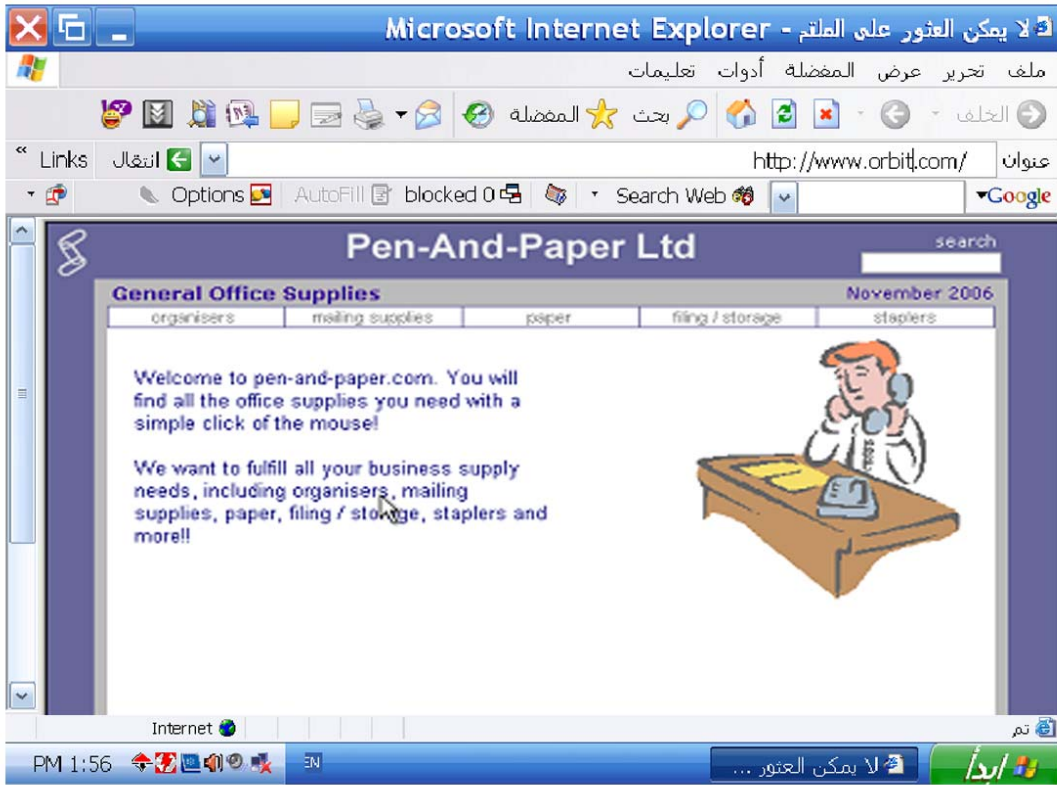 لا يمكن العثور على الملتم - Microsoft Internet Explorer
ملف تحرير عرض المفضلة أدوات تعليمات
الخلف بحث المفضلة
عنوان http://www.orbit.com/ انتقال Links
Google Search Web blocked 0 AutoFill Options
Pen-And-Paper Ltd
search
General Office Supplies November 2006
organisers mailing supplies paper filing / storage staplers
Welcome to pen-and-paper.com. You will
find all the office supplies you need with a
simple click of the mouse!
We want to fulfill all your business supply
needs, including organisers, mailing
supplies, paper, filing / storage, staplers and
more!!
تم Internet
ابدأ لا يمكن العثور ... EN PM 1:56